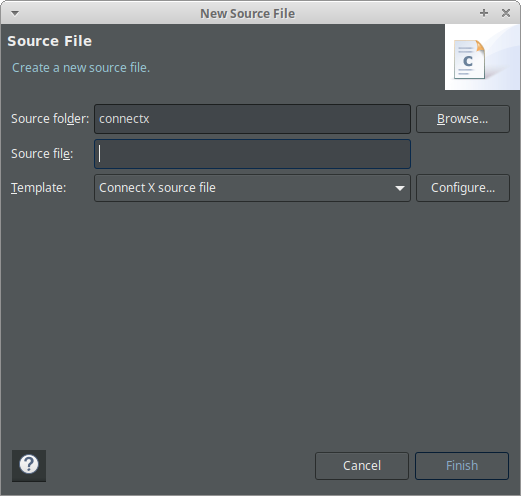 New Source File
Source File
Create a new source file.
C
Source folder: connectx Browse...
Source file:
Template: Connect X source file Configure...
? Cancel Finish